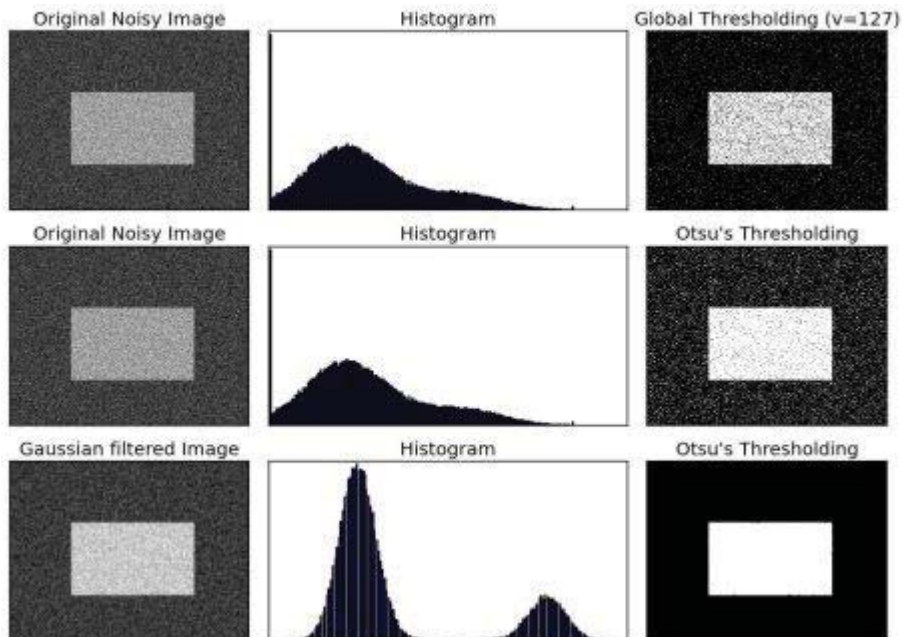 Original Noisy Image
Histogram
Global Thresholding (v=127)
Original Noisy Image
Histogram
Otsu's Thresholding
Gaussian filtered Image
Histogram
Otsu's Thresholding